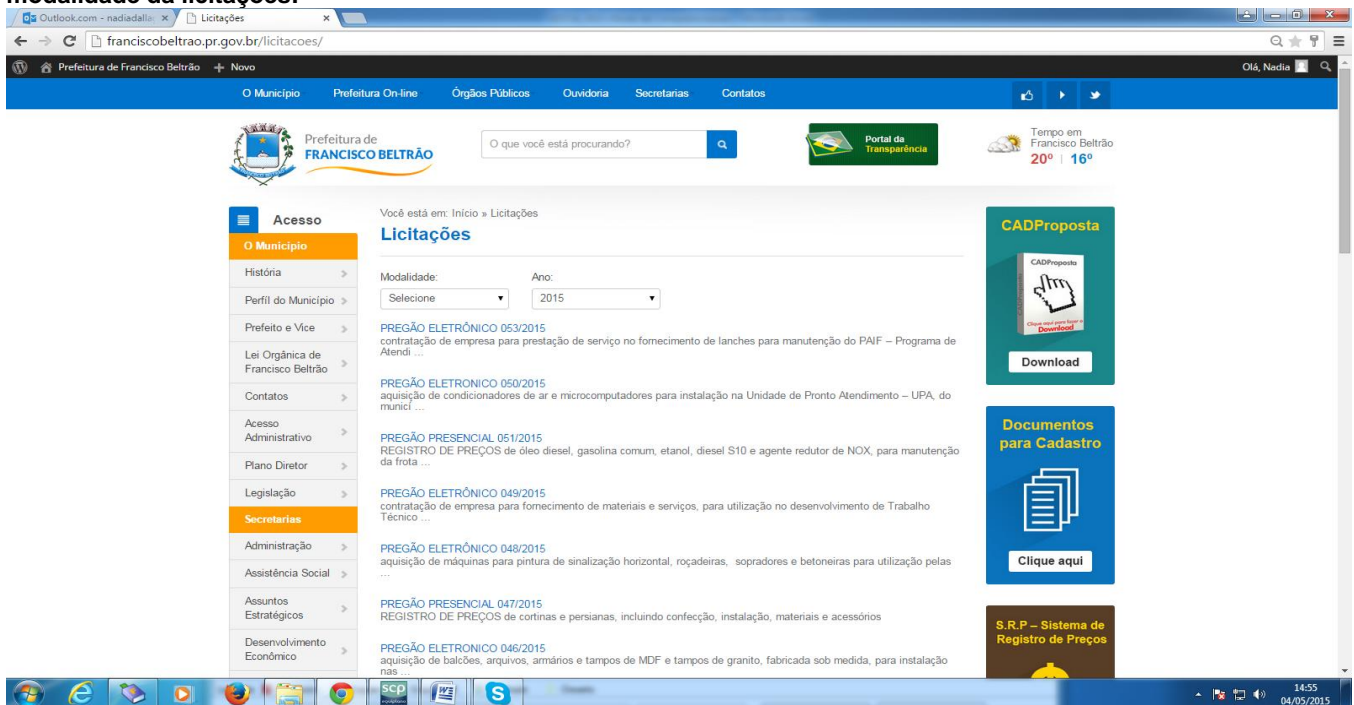 modalidade da licitações.
Outlook.com - nadiadalla
Licitações
franciscobeltrao.pr.gov.br/licitacoes/
Prefeitura de Francisco Beltrão + Novo
Olá, Nadia
O Município Prefeitura On-line Órgãos Públicos Ouvidoria Secretarias Contatos
Prefeitura de
FRANCISCO BELTRÃO
O que você está procurando?
Portal da
Transparência
Tempo em
Francisco Beltrão
20º | 16º
Acesso
O Municipio
História
Perfíl do Município
Prefeito e Vice
Lei Orgânica de
Francisco Beltrão
Contatos
Acesso
Administrativo
Plano Diretor
Legislação
Secretarias
Administração
Assistência Social
Assuntos
Estratégicos
Desenvolvimento
Econômico
Você está em: Início » Licitações
Licitações
Modalidade: Ano:
Selecione 2015
PREGÃO ELETRÔNICO 053/2015
contratação de empresa para prestação de serviço no fornecimento de lanches para manutenção do PAIF – Programa de
Atendi ...
PREGÃO ELETRONICO 050/2015
aquisição de condicionadores de ar e microcomputadores para instalação na Unidade de Pronto Atendimento – UPA, do
municí ...
PREGÃO PRESENCIAL 051/2015
REGISTRO DE PREÇOS de óleo diesel, gasolina comum, etanol, diesel S10 e agente redutor de NOX, para manutenção
da frota ...
PREGÃO ELETRÔNICO 049/2015
contratação de empresa para fornecimento de materiais e serviços, para utilização no desenvolvimento de Trabalho
Técnico ...
PREGÃO ELETRÔNICO 048/2015
aquisição de máquinas para pintura de sinalização horizontal, roçadeiras, sopradores e betoneiras para utilização pelas
...
PREGÃO PRESENCIAL 047/2015
REGISTRO DE PREÇOS de cortinas e persianas, incluindo confecção, instalação, materiais e acessórios
PREGÃO ELETRONICO 046/2015
aquisição de balcões, arquivos, armários e tampos de MDF e tampos de granito, fabricada sob medida, para instalação
nas ...
CADProposta
CADProposta
Clique aqui para fazer o
Download
Download
Documentos
para Cadastro
Clique aqui
S.R.P – Sistema de
Registro de Preços
SCP
14:55
04/05/2015